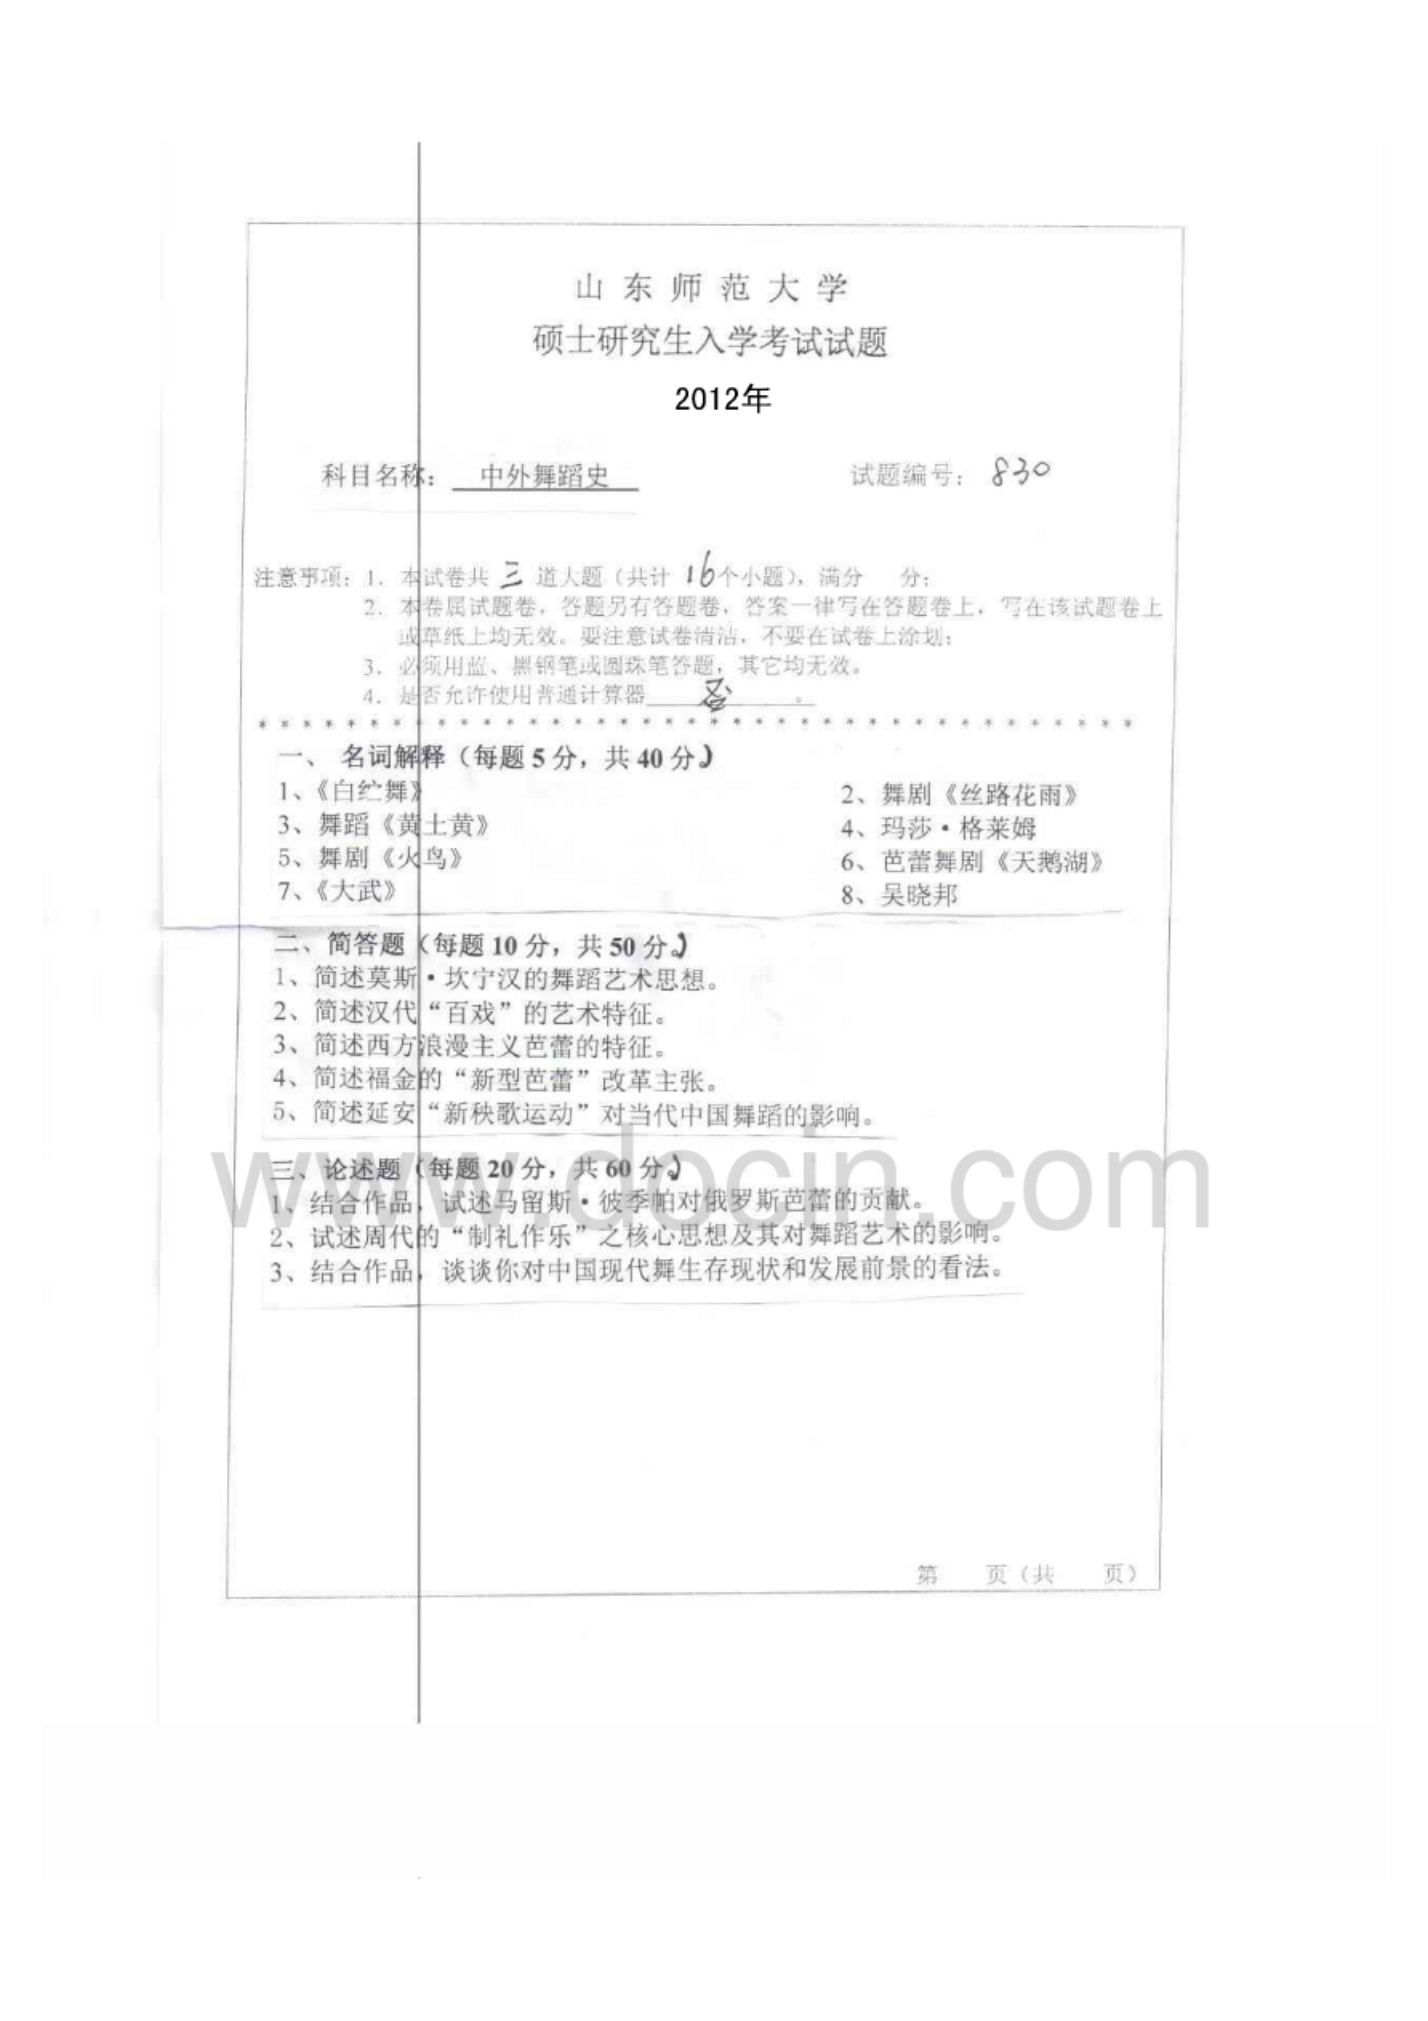 山东师范大学
硕士研究生入学考试试题
2012年
科目名称： 中外舞蹈史 试题编号： 830
注意事项：1．本试卷共 三 道大题（共计 16个小题），满分 分；
2．本卷属试题卷，答题另有答题卷，答案一律写在答题卷上，写在该试题卷上
或草纸上均无效。要注意试卷清洁，不要在试卷上涂划；
3．必须用蓝、黑钢笔或圆珠笔答题，其它均无效。
4．是否允许使用普通计算器 否 。
* * * * * * * * * * * * * * * * * * * * * * * * * * * * * * * * * * * * * * *
一、 名词解释（每题 5 分，共 40 分）
1、《白纻舞》 2、舞剧《丝路花雨》
3、舞蹈《黄土黄》 4、玛莎·格莱姆
5、舞剧《火鸟》 6、芭蕾舞剧《天鹅湖》
7、《大武》 8、吴晓邦
二、简答题（每题 10 分，共 50 分）
1、简述莫斯·坎宁汉的舞蹈艺术思想。
2、简述汉代“百戏”的艺术特征。
3、简述西方浪漫主义芭蕾的特征。
4、简述福金的“新型芭蕾”改革主张。
5、简述延安“新秧歌运动”对当代中国舞蹈的影响。
www.docin.com
三、论述题（每题 20 分，共 60 分）
1、结合作品，试述马留斯·彼季帕对俄罗斯芭蕾的贡献。
2、试述周代的“制礼作乐”之核心思想及其对舞蹈艺术的影响。
3、结合作品，谈谈你对中国现代舞生存现状和发展前景的看法。
第 页（共 页）